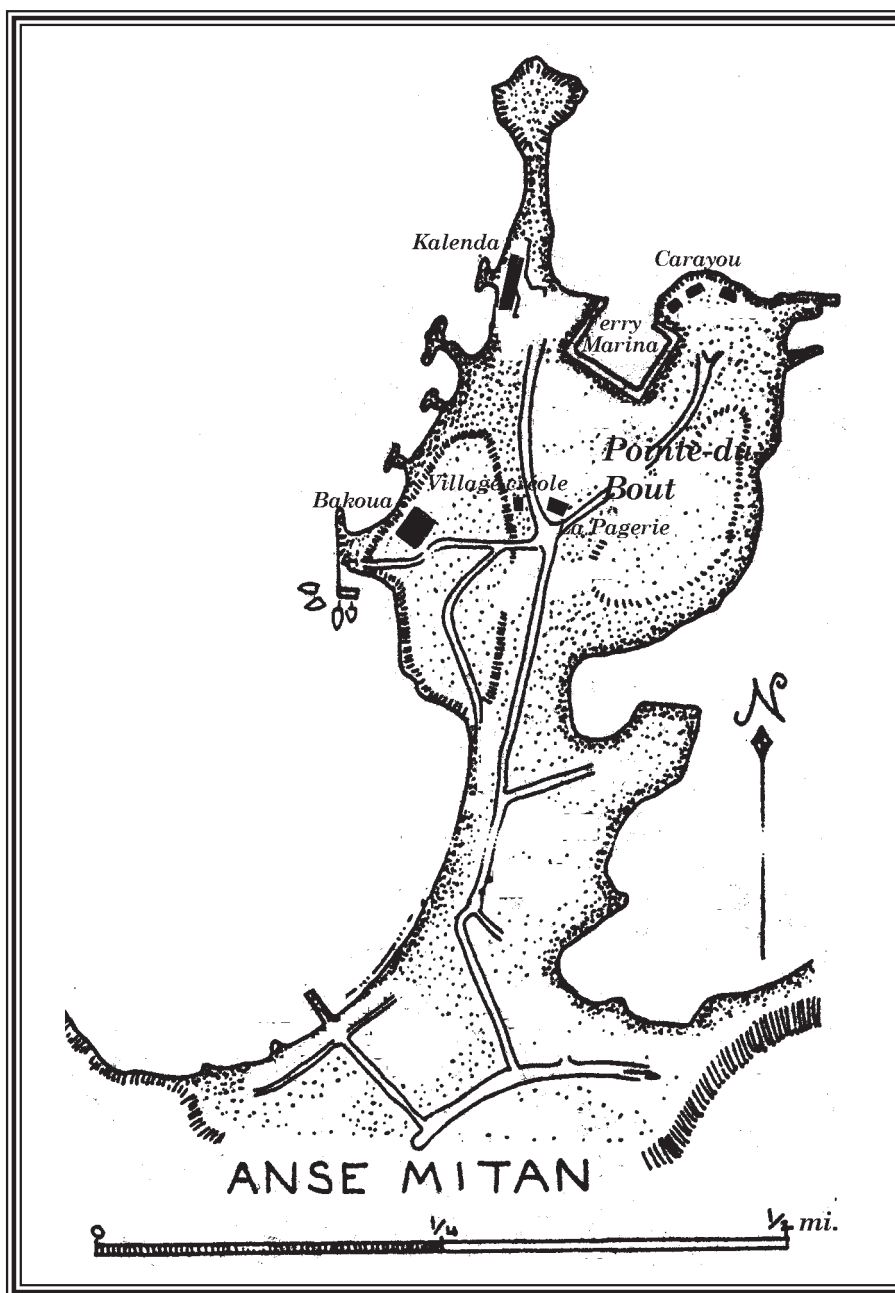 Kalenda
Carayou
erry
Marina
Pointe-du
Bout
Village créole
Bakoua
La Pagerie
N
ANSE MITAN
0 1/4 1/2 mi.